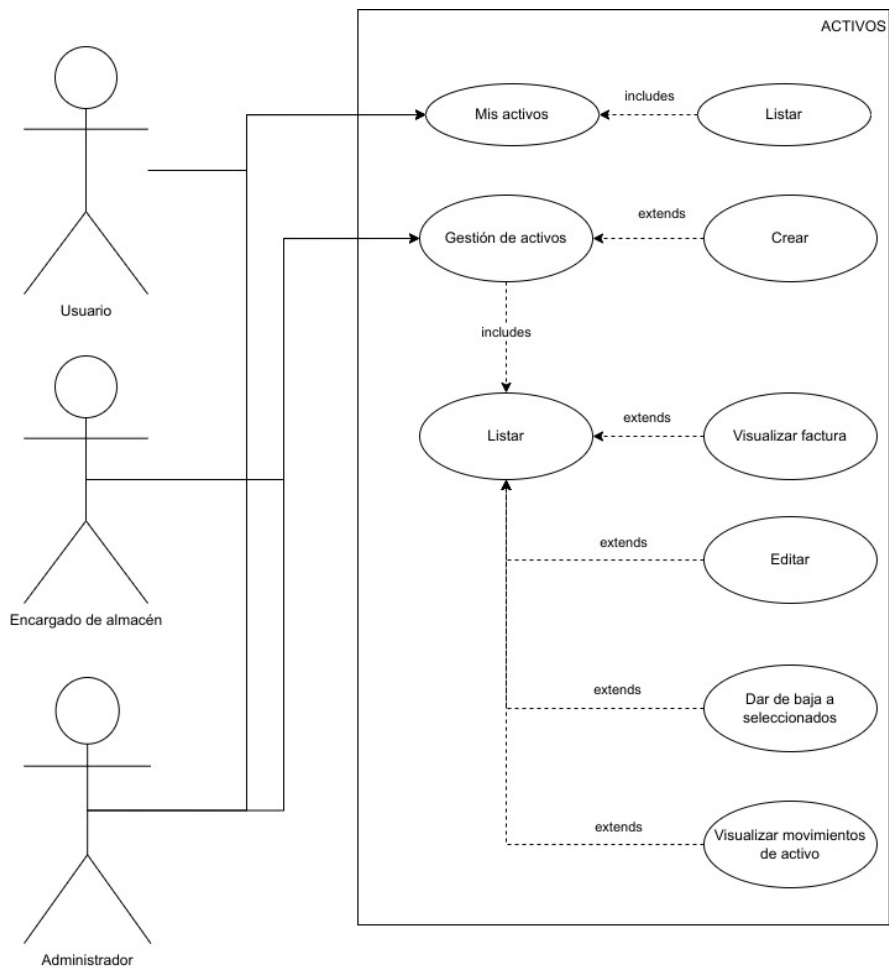 ACTIVOS
Mis activos
includes
Listar
Usuario
Gestión de activos
extends
Crear
includes
Encargado de almacén
Listar
extends
Visualizar factura
extends
Editar
extends
Dar de baja a
seleccionados
extends
Visualizar movimientos
de activo
Administrador